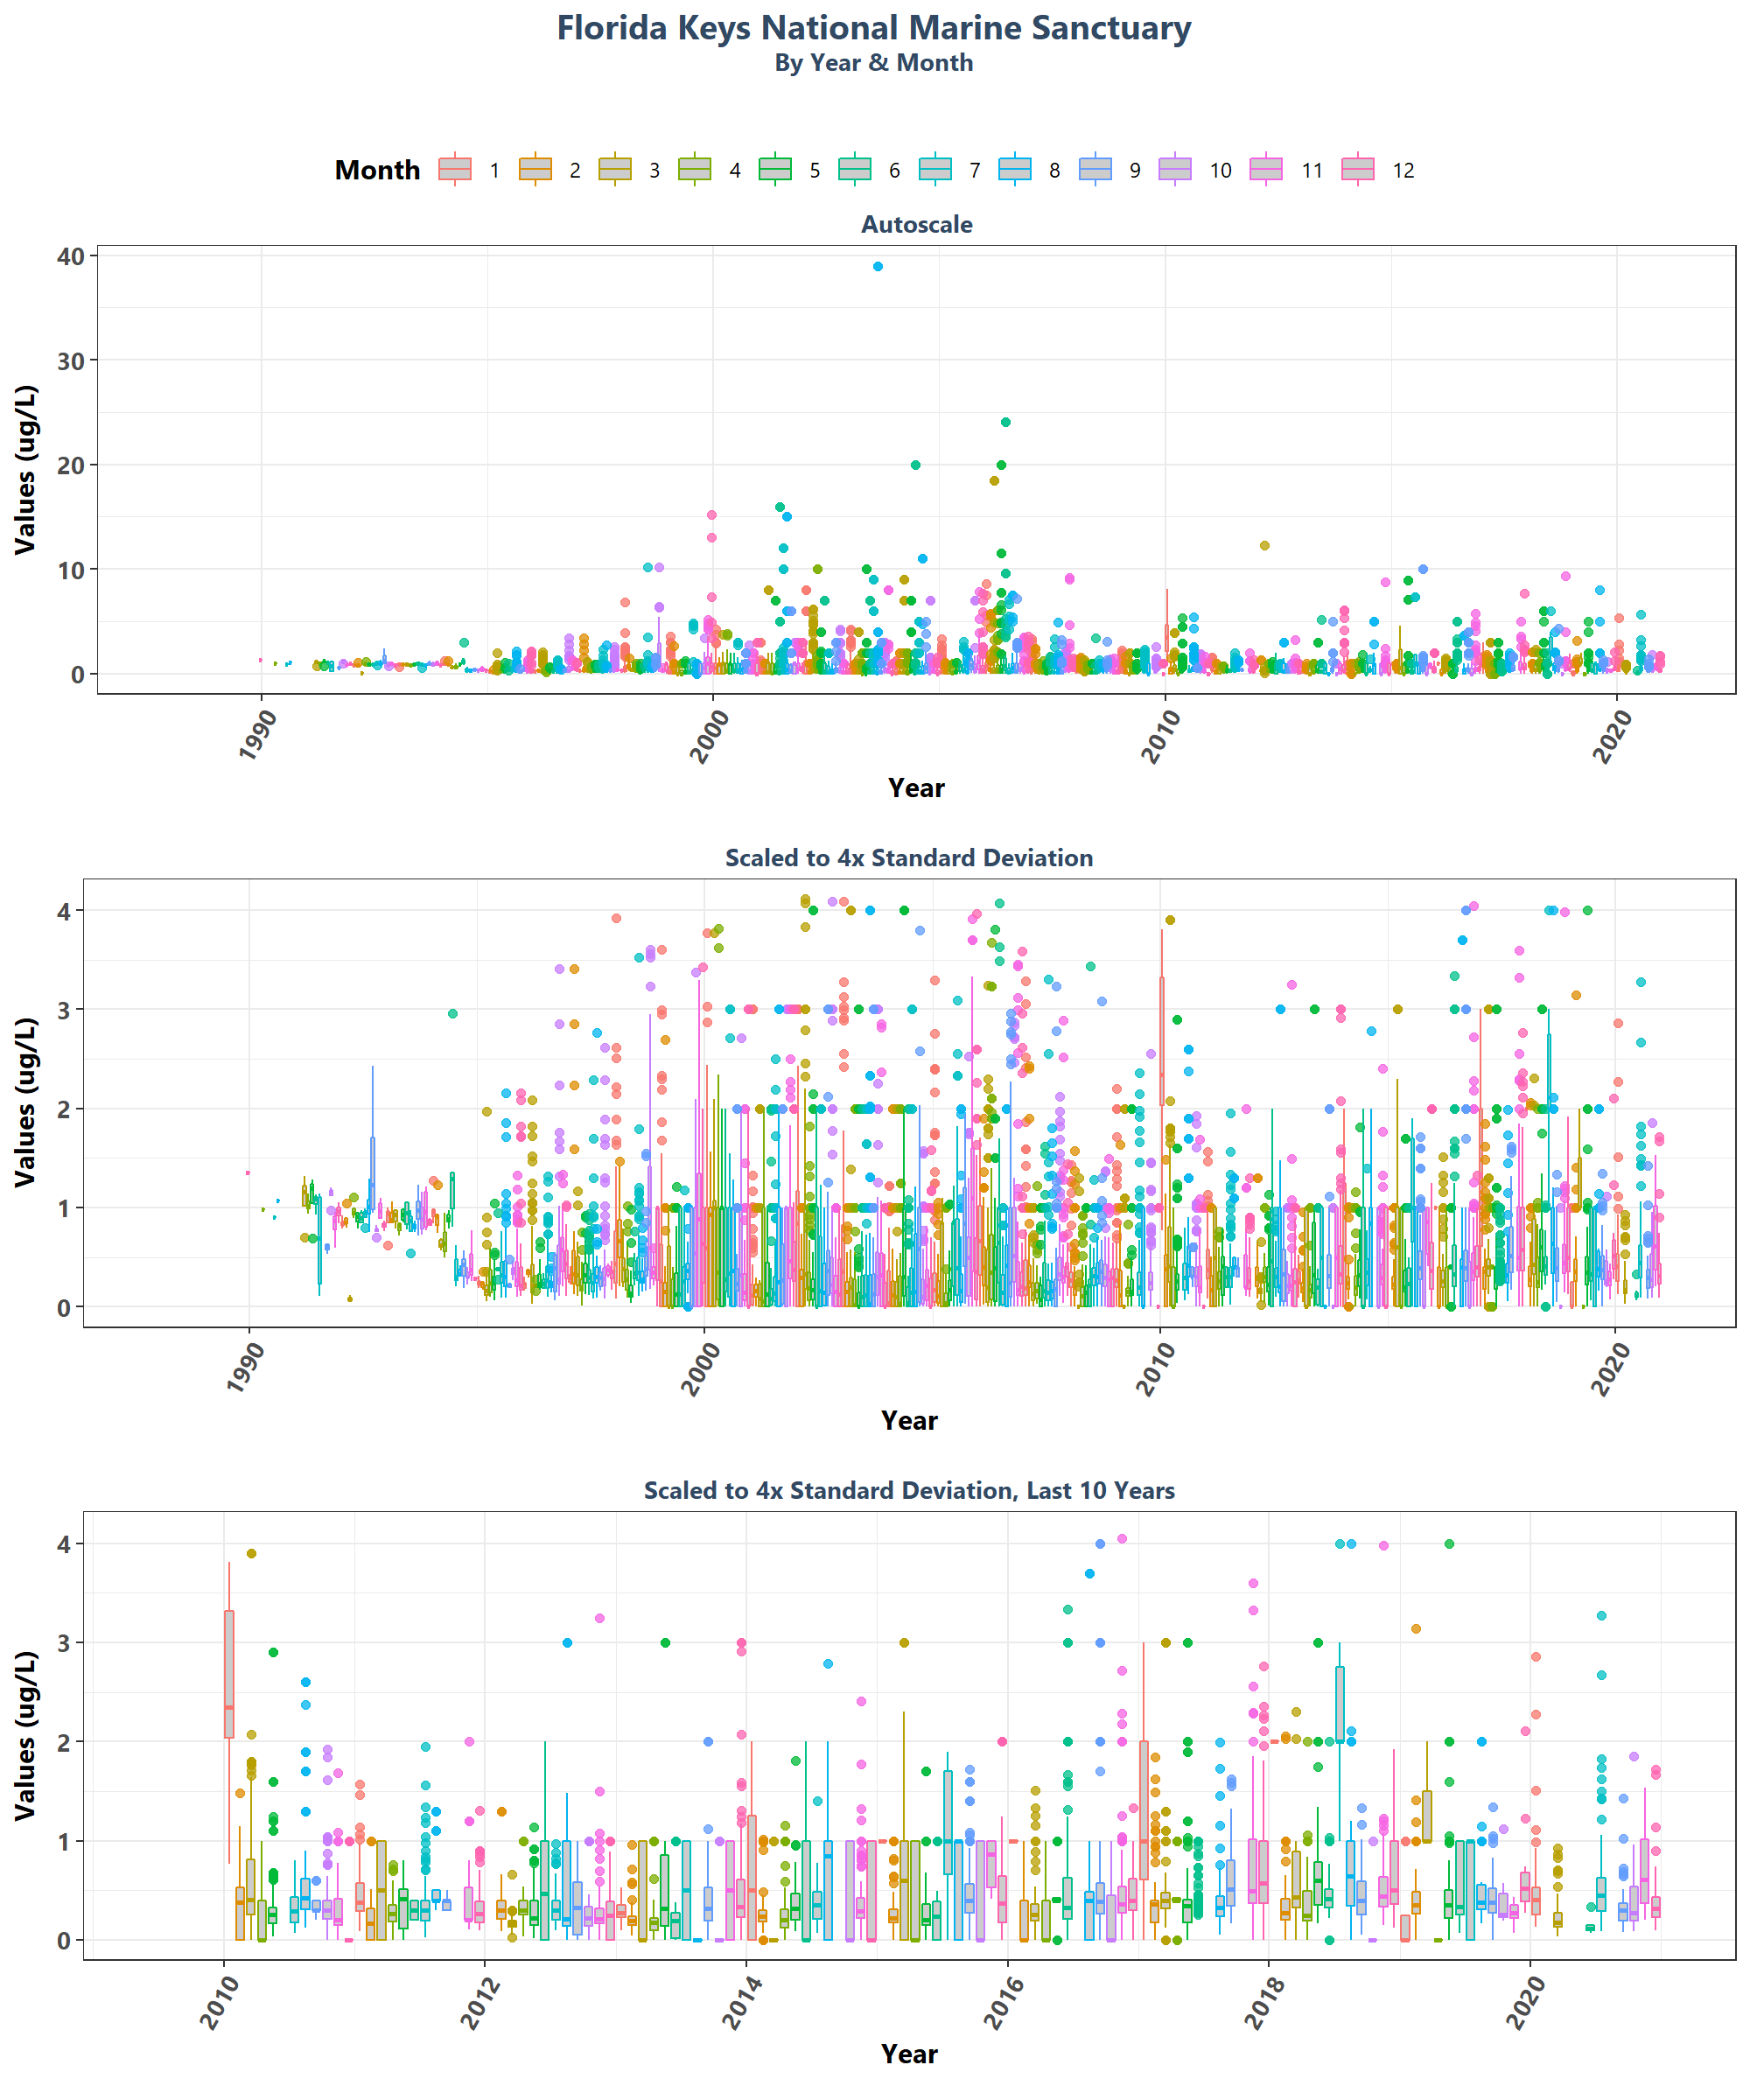 Florida Keys National Marine Sanctuary
By Year & Month
Month 1 2 3 4 5 6 7 8 9 10 11 12
Autoscale
Values (ug/L)
40
30
20
10
0
1990 2000 2010 2020
Year
Scaled to 4x Standard Deviation
Values (ug/L)
4
3
2
1
0
1990 2000 2010 2020
Year
Scaled to 4x Standard Deviation, Last 10 Years
Values (ug/L)
4
3
2
1
0
2010 2012 2014 2016 2018 2020
Year